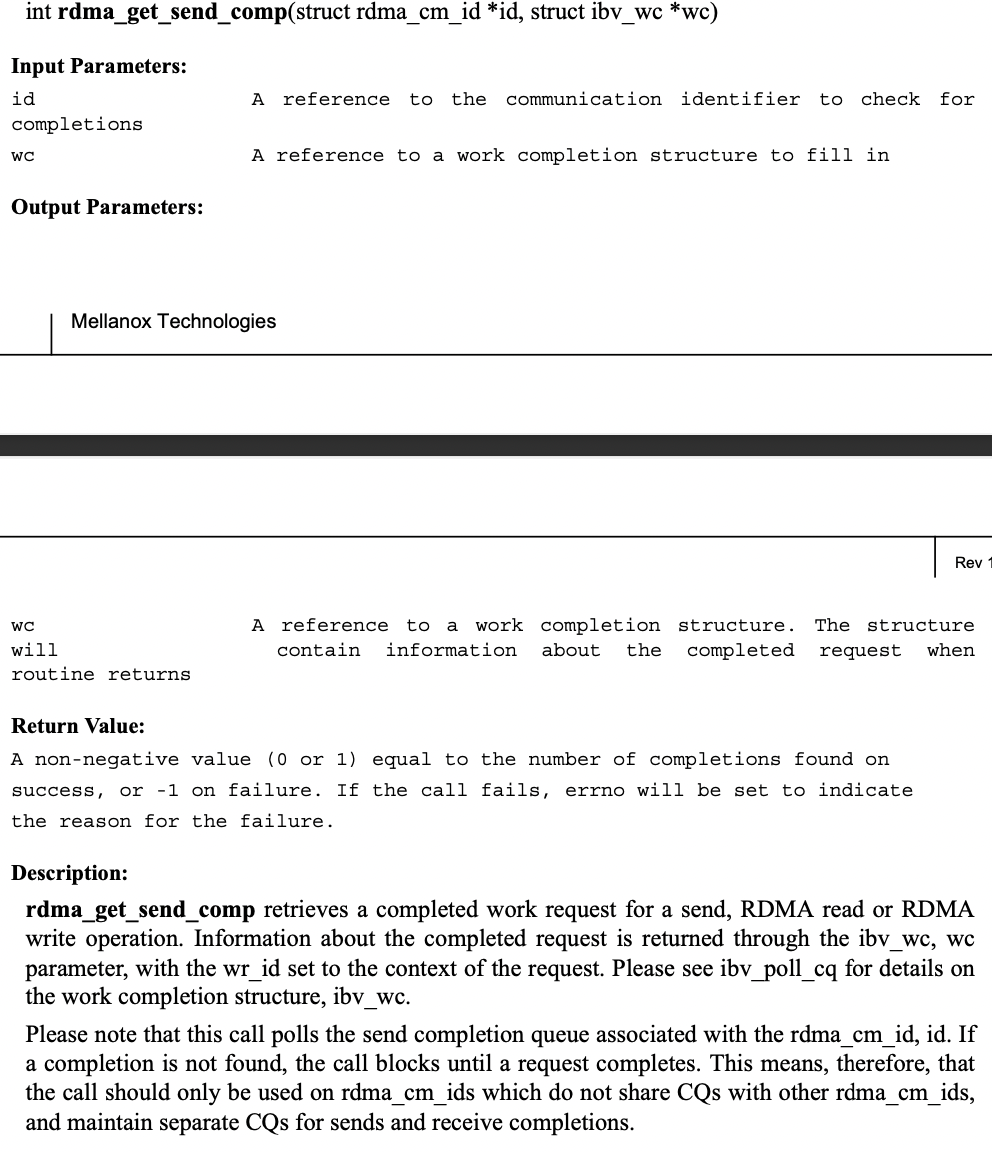 int rdma_get_send_comp(struct rdma_cm_id *id, struct ibv_wc *wc)
Input Parameters:
id A reference to the communication identifier to check for
completions
wc A reference to a work completion structure to fill in
Output Parameters:
Mellanox Technologies
Rev 1
wc A reference to a work completion structure. The structure
will contain information about the completed request when
routine returns
Return Value:
A non-negative value (0 or 1) equal to the number of completions found on
success, or -1 on failure. If the call fails, errno will be set to indicate
the reason for the failure.
Description:
rdma_get_send_comp retrieves a completed work request for a send, RDMA read or RDMA
write operation. Information about the completed request is returned through the ibv_wc, wc
parameter, with the wr_id set to the context of the request. Please see ibv_poll_cq for details on
the work completion structure, ibv_wc.
Please note that this call polls the send completion queue associated with the rdma_cm_id, id. If
a completion is not found, the call blocks until a request completes. This means, therefore, that
the call should only be used on rdma_cm_ids which do not share CQs with other rdma_cm_ids,
and maintain separate CQs for sends and receive completions.